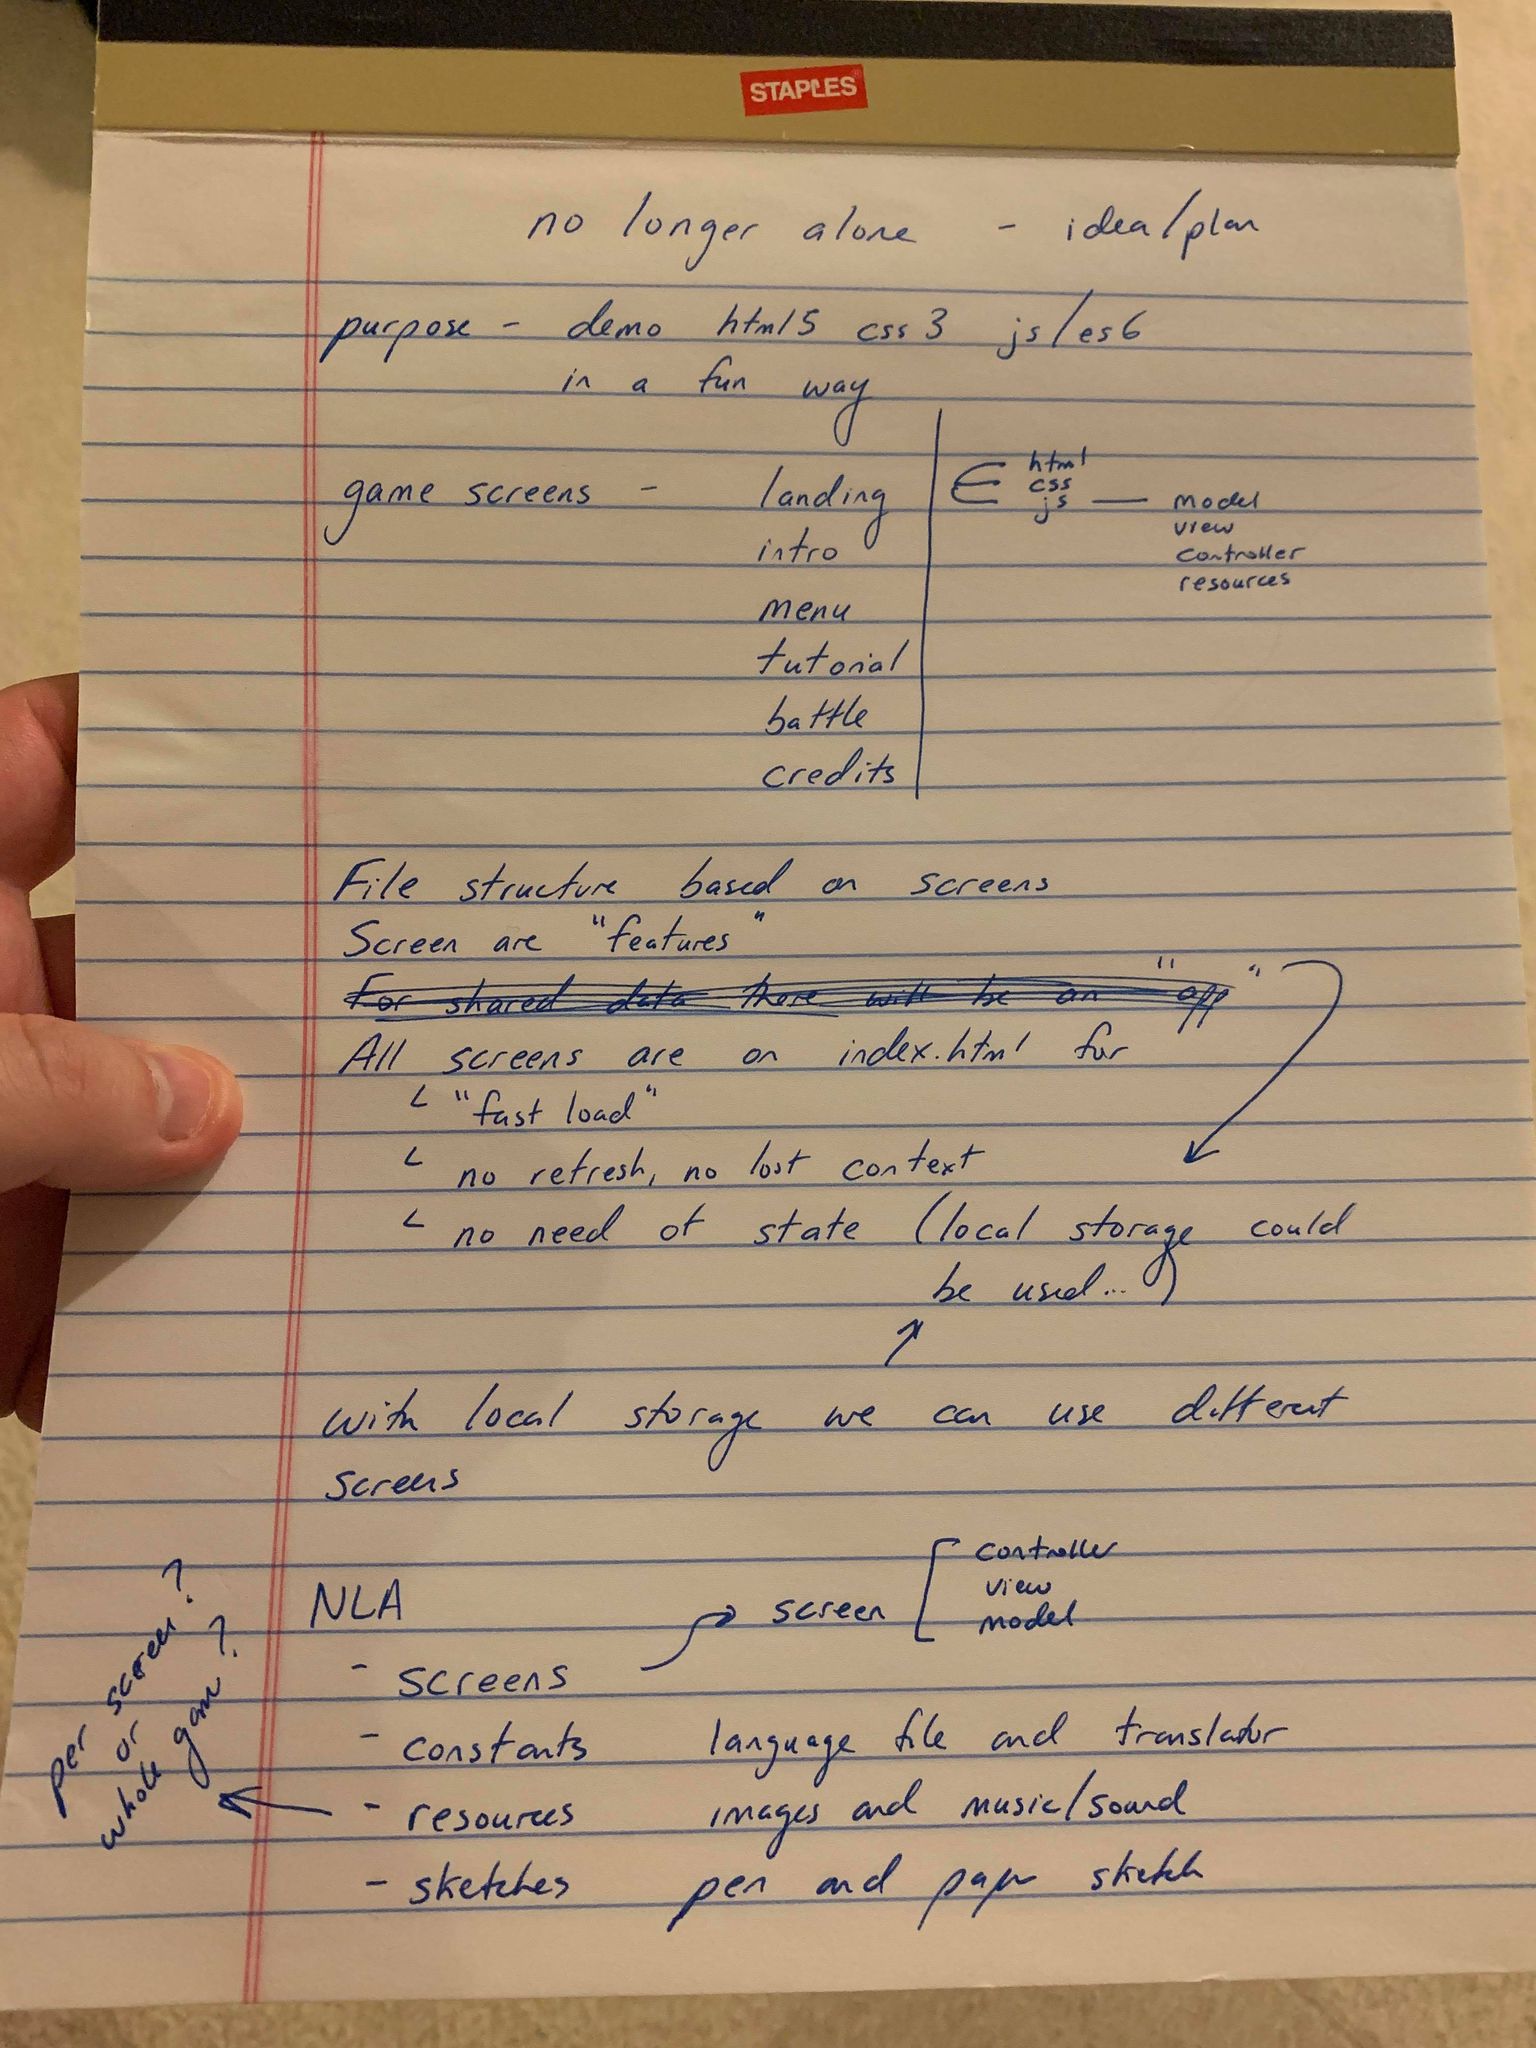 STAPLES
no longer alone - idea/plan
purpose - demo html5 css3 js/es6
in a fun way
game screens - landing
intro
menu
tutorial
battle
credits
∈ html
css
js — model
view
controller
resources
File structure based on screens
Screen are "features"
For shared data there will be an "app"
All screens are on index.html for
"fast load"
no refresh, no lost context
no need of state (local storage could
be used...)
with local storage we can use different
screens
NLA
- screens → screen [ controller
view
model
- constants language file and translator
- resources images and music/sound
- sketches pen and paper sketch
per screen?
or
whole game?